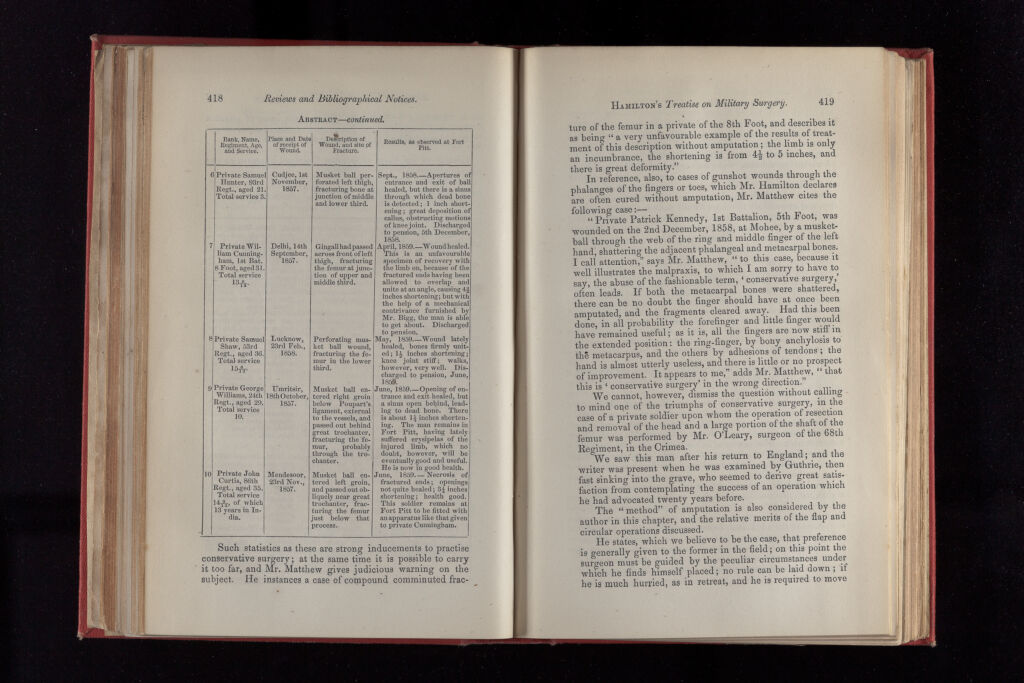 418 Reviews and Bibliographical Notices.
ABSTRACT—continued.
Rank, Name,
Regiment, Age,
and Service.
Place and Date
of receipt of
Wound.
Description of
Wound, and site of
Fracture.
Results, as observed at Fort
Pitt.
6 Private Samuel
Hunter, 93rd
Regt., aged 21.
Total service 3.
Cudjee, 1st
November,
1857.
Musket ball per-
forated left thigh,
fracturing bone at
junction of middle
and lower third.
Sept., 1858.—Apertures of
entrance and exit of ball
healed, but there is a sinus
through which dead bone
is detected; 1 inch short-
ening; great deposition of
callus, obstructing motions
of knee joint. Discharged
to pension, 5th December,
1858.
7 Private Wil-
liam Cunning-
ham, 1st Bat.
8 Foot, aged 31.
Total service
Delhi, 14th
September,
1857.
Gingall had passed
across front of left
thigh, fracturing
the femur at junc-
tion of upper and
middle third.
April, 1859.—Wound healed.
This is an unfavourable
specimen of recovery with
the limb on, because of the
fractured ends having been
allowed to overlap and
unite at an angle, causing 4½
inches shortening; but with
the help of a mechanical
contrivance furnished by
Mr. Bigg, the man is able
to get about. Discharged
to pension.
8 Private Samuel
Shaw, 53rd
Regt., aged 36.
Total service
Lucknow,
23rd Feb.,
1858.
Perforating mus-
ket ball wound,
fracturing the fe-
mur in the lower
third.
May, 1859.—Wound lately
healed, bones firmly unit-
ed; 1½ inches shortening;
knee joint stiff; walks,
however, very well. Dis-
charged to pension, June,
1859.
9 Private George
Williams, 24th
Regt., aged 29.
Total service
10.
Umritsir,
18th October,
1857.
Musket ball en-
tered right groin
below Poupart's
ligament, external
to the vessels, and
passed out behind
great trochanter,
fracturing the fe-
mur, probably
through the tro-
chanter.
June, 1859.—Opening of en-
trance and exit healed, but
a sinus open behind, lead-
ing to dead bone. There
is about 1½ inches shorten-
ing. The man remains in
Fort Pitt, having lately
suffered erysipelas of the
injured limb, which no
doubt, however, will be
eventually good and useful.
He is now in good health.
10 Private John
Curtis, 86th
Regt., aged 35.
Total service
of which
13 years in In-
dia.
Mendesoor,
23rd Nov.,
1857.
Musket ball en-
tered left groin,
and passed out ob-
liquely near great
trochanter, frac-
turing the femur
just below that
process.
June, 1859.—Necrosis of
fractured ends; openings
not quite healed; 5½ inches
shortening; health good.
This soldier remains at
Fort Pitt to be fitted with
an apparatus like that given
to private Cunningham.
Such statistics as these are strong inducements to practise
conservative surgery; at the same time it is possible to carry
it too far, and Mr. Matthew gives judicious warning on the
subject. He instances a case of compound comminuted frac-
HAMILTON'S Treatise on Military Surgery. 419
ture of the femur in a private of the 8th Foot, and describes it
as being "a very unfavourable example of the results of treat-
ment of this description without amputation; the limb is only
an incumbrance, the shortening is from 4½ to 5 inches, and
there is great deformity."
In reference, also, to cases of gunshot wounds through the
phalanges of the fingers or toes, which Mr. Hamilton declares
are often cured without amputation, Mr. Matthew cites the
following case:—
"Private Patrick Kennedy, 1st Battalion, 5th Foot, was
wounded on the 2nd December, 1858, at Mohee, by a musket-
ball through the web of the ring and middle finger of the left
hand, shattering the adjacent phalangeal and metacarpal bones.
I call attention," says Mr. Matthew, "to this case, because it
well illustrates the malpraxis, to which I am sorry to have to
say, the abuse of the fashionable term, 'conservative surgery,'
often leads. If both the metacarpal bones were shattered,
there can be no doubt the finger should have at once been
amputated, and the fragments cleared away. Had this been
done, in all probability the forefinger and little finger would
have remained useful; as it is, all the fingers are now stiff in
the extended position: the ring-finger, by bony anchylosis to
the metacarpus, and the others by adhesions of tendons; the
hand is almost utterly useless, and there is little or no prospect
of improvement. It appears to me," adds Mr. Matthew, "that
this is 'conservative surgery' in the wrong direction."
We cannot, however, dismiss the question without calling
to mind one of the triumphs of conservative surgery, in the
case of a private soldier upon whom the operation of resection
and removal of the head and a large portion of the shaft of the
femur was performed by Mr. O'Leary, surgeon of the 68th
Regiment, in the Crimea.
We saw this man after his return to England; and the
writer was present when he was examined by Guthrie, then
fast sinking into the grave, who seemed to derive great satis-
faction from contemplating the success of an operation which
he had advocated twenty years before.
The "method" of amputation is also considered by the
author in this chapter, and the relative merits of the flap and
circular operations discussed.
He states, which we believe to be the case, that preference
is generally given to the former in the field; on this point the
surgeon must be guided by the peculiar circumstances under
which he finds himself placed; no rule can be laid down; if
he is much hurried, as in retreat, and he is required to move